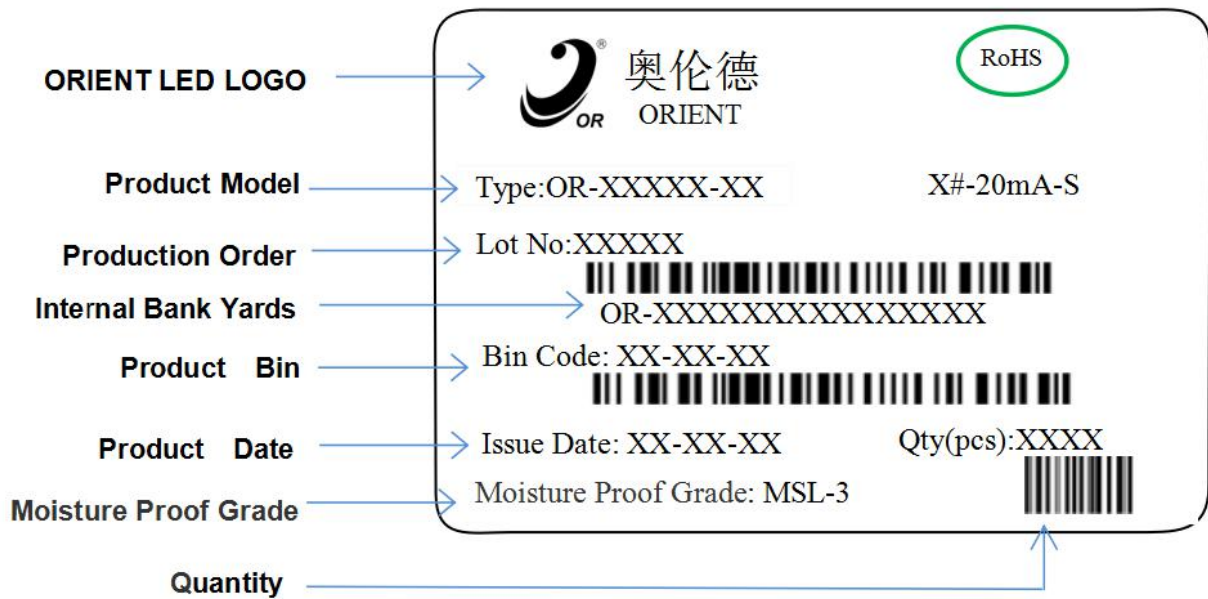 ORIENT LED LOGO
®
OR
奥伦德
ORIENT
RoHS
Product Model
Type:OR-XXXXX-XX
X#-20mA-S
Production Order
Lot No:XXXXX
Internal Bank Yards
OR-XXXXXXXXXXXXXXX
Product Bin
Bin Code: XX-XX-XX
Product Date
Issue Date: XX-XX-XX
Qty(pcs):XXXX
Moisture Proof Grade
Moisture Proof Grade: MSL-3
Quantity